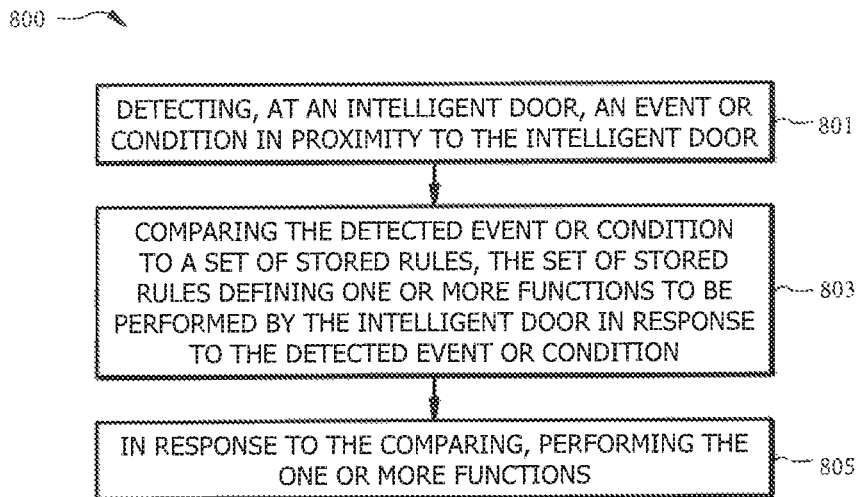 800
DETECTING, AT AN INTELLIGENT DOOR, AN EVENT OR
CONDITION IN PROXIMITY TO THE INTELLIGENT DOOR
801
COMPARING THE DETECTED EVENT OR CONDITION
TO A SET OF STORED RULES, THE SET OF STORED
RULES DEFINING ONE OR MORE FUNCTIONS TO BE
PERFORMED BY THE INTELLIGENT DOOR IN RESPONSE
TO THE DETECTED EVENT OR CONDITION
803
IN RESPONSE TO THE COMPARING, PERFORMING THE
ONE OR MORE FUNCTIONS
805